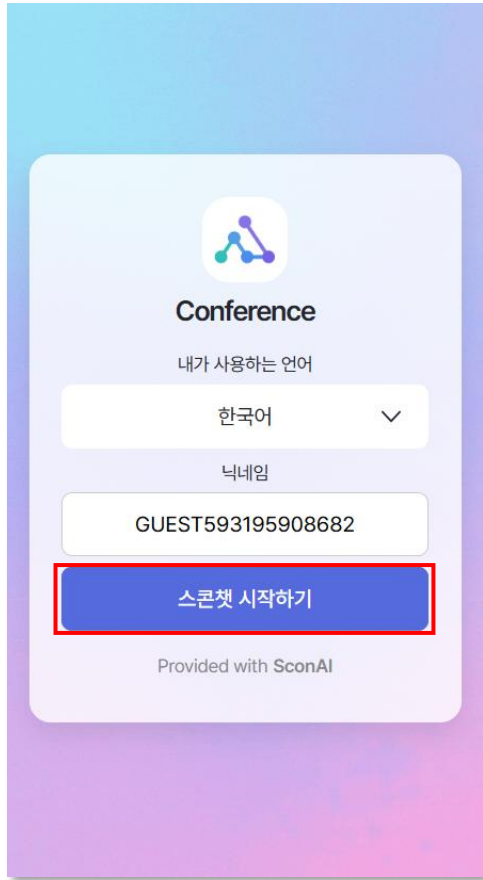 Conference
내가 사용하는 언어
한국어
닉네임
GUEST593195908682
스콘챗 시작하기
Provided with SconAI